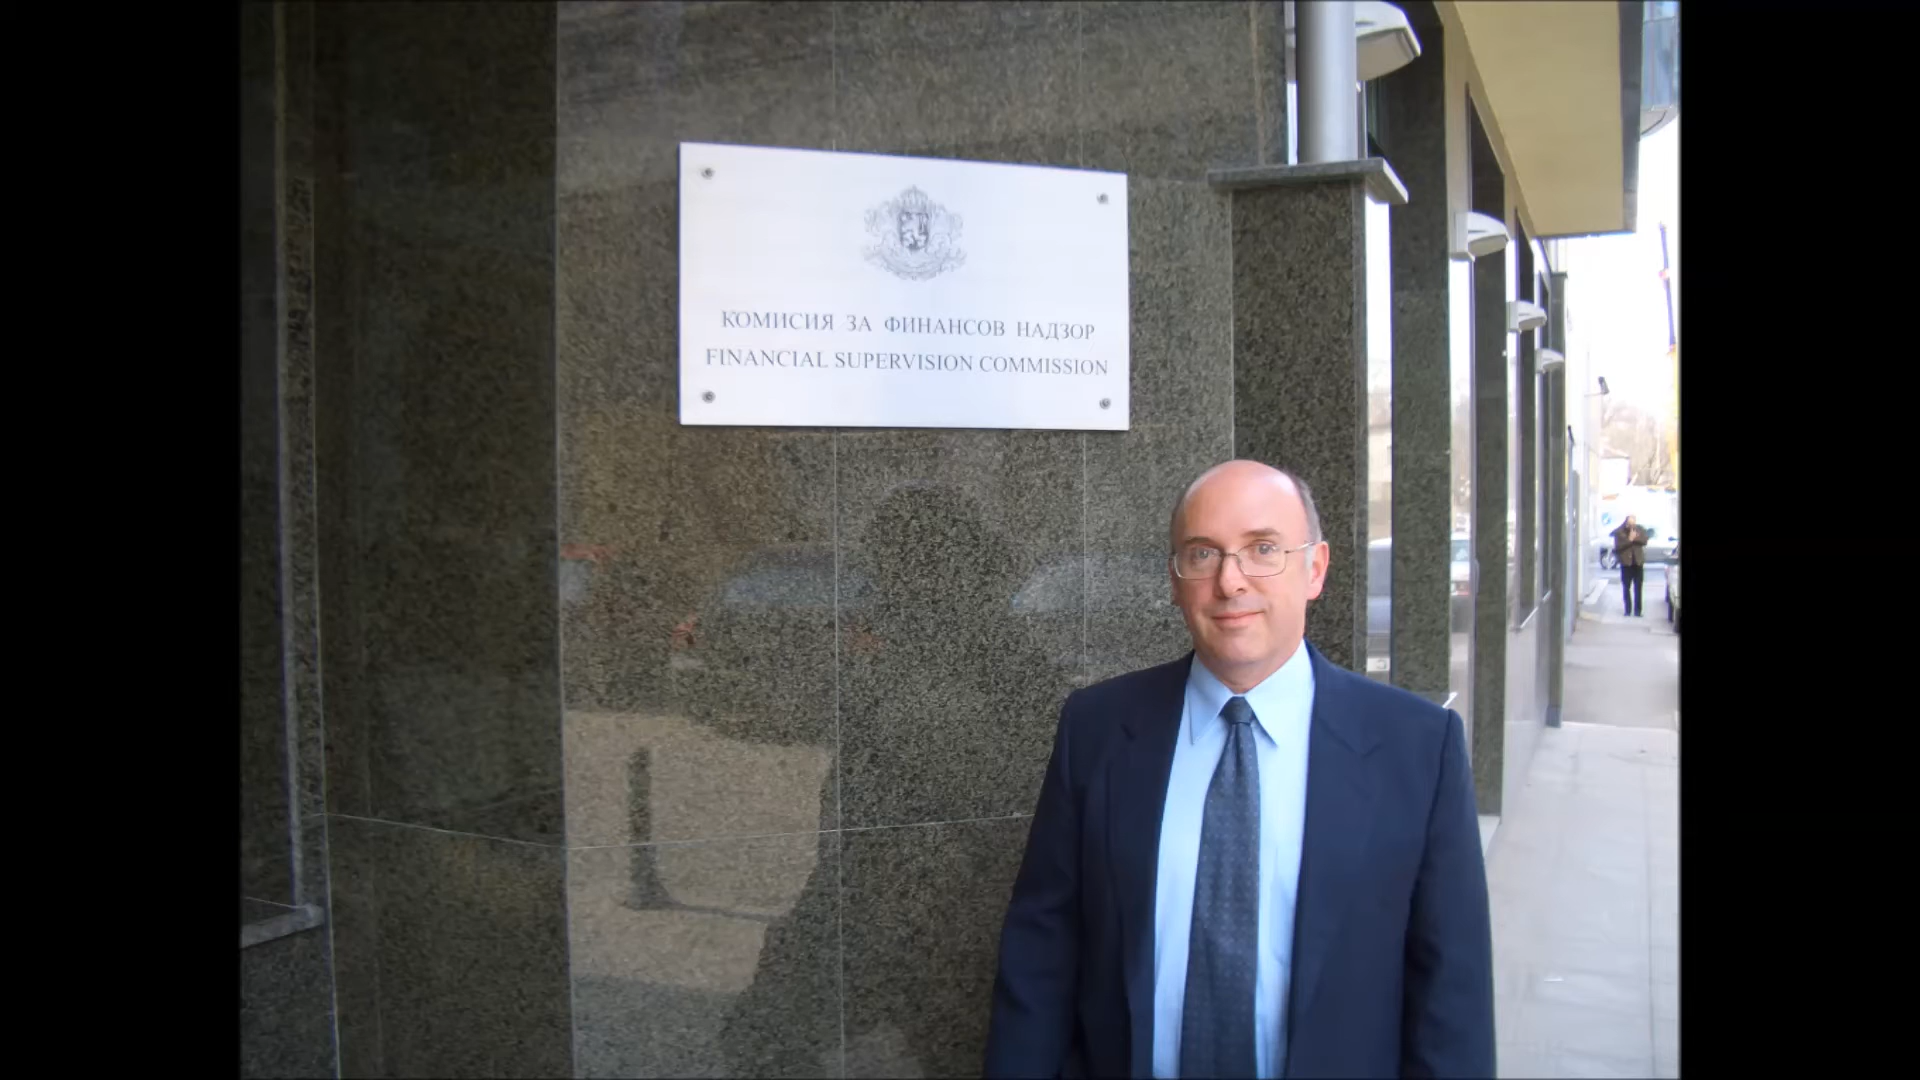 КОМИСИЯ ЗА ФИНАНСОВ НАДЗОР
FINANCIAL SUPERVISION COMMISSION